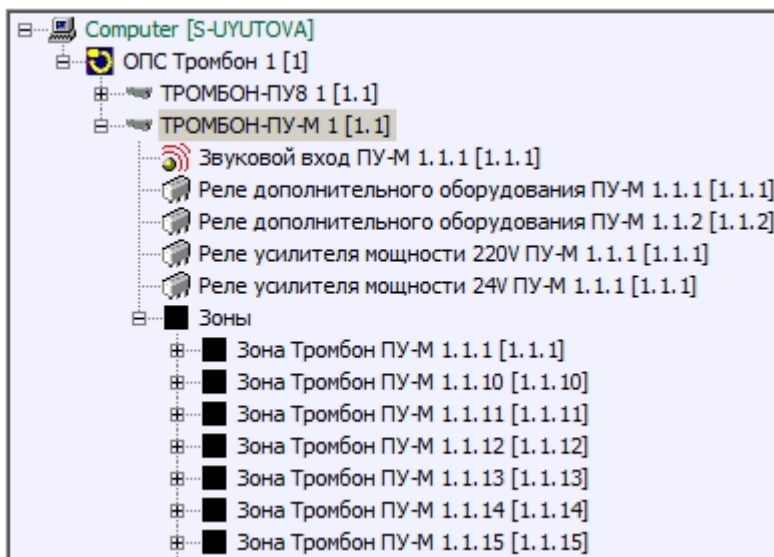 Computer [S-UYUTOVA]
ОПС Тромбон 1 [1]
ТРОМБОН-ПУ8 1 [1.1]
ТРОМБОН-ПУ-М 1 [1.1]
Звуковой вход ПУ-М 1.1.1 [1.1.1]
Реле дополнительного оборудования ПУ-М 1.1.1 [1.1.1]
Реле дополнительного оборудования ПУ-М 1.1.2 [1.1.2]
Реле усилителя мощности 220V ПУ-М 1.1.1 [1.1.1]
Реле усилителя мощности 24V ПУ-М 1.1.1 [1.1.1]
Зоны
Зона Тромбон ПУ-М 1.1.1 [1.1.1]
Зона Тромбон ПУ-М 1.1.10 [1.1.10]
Зона Тромбон ПУ-М 1.1.11 [1.1.11]
Зона Тромбон ПУ-М 1.1.12 [1.1.12]
Зона Тромбон ПУ-М 1.1.13 [1.1.13]
Зона Тромбон ПУ-М 1.1.14 [1.1.14]
Зона Тромбон ПУ-М 1.1.15 [1.1.15]